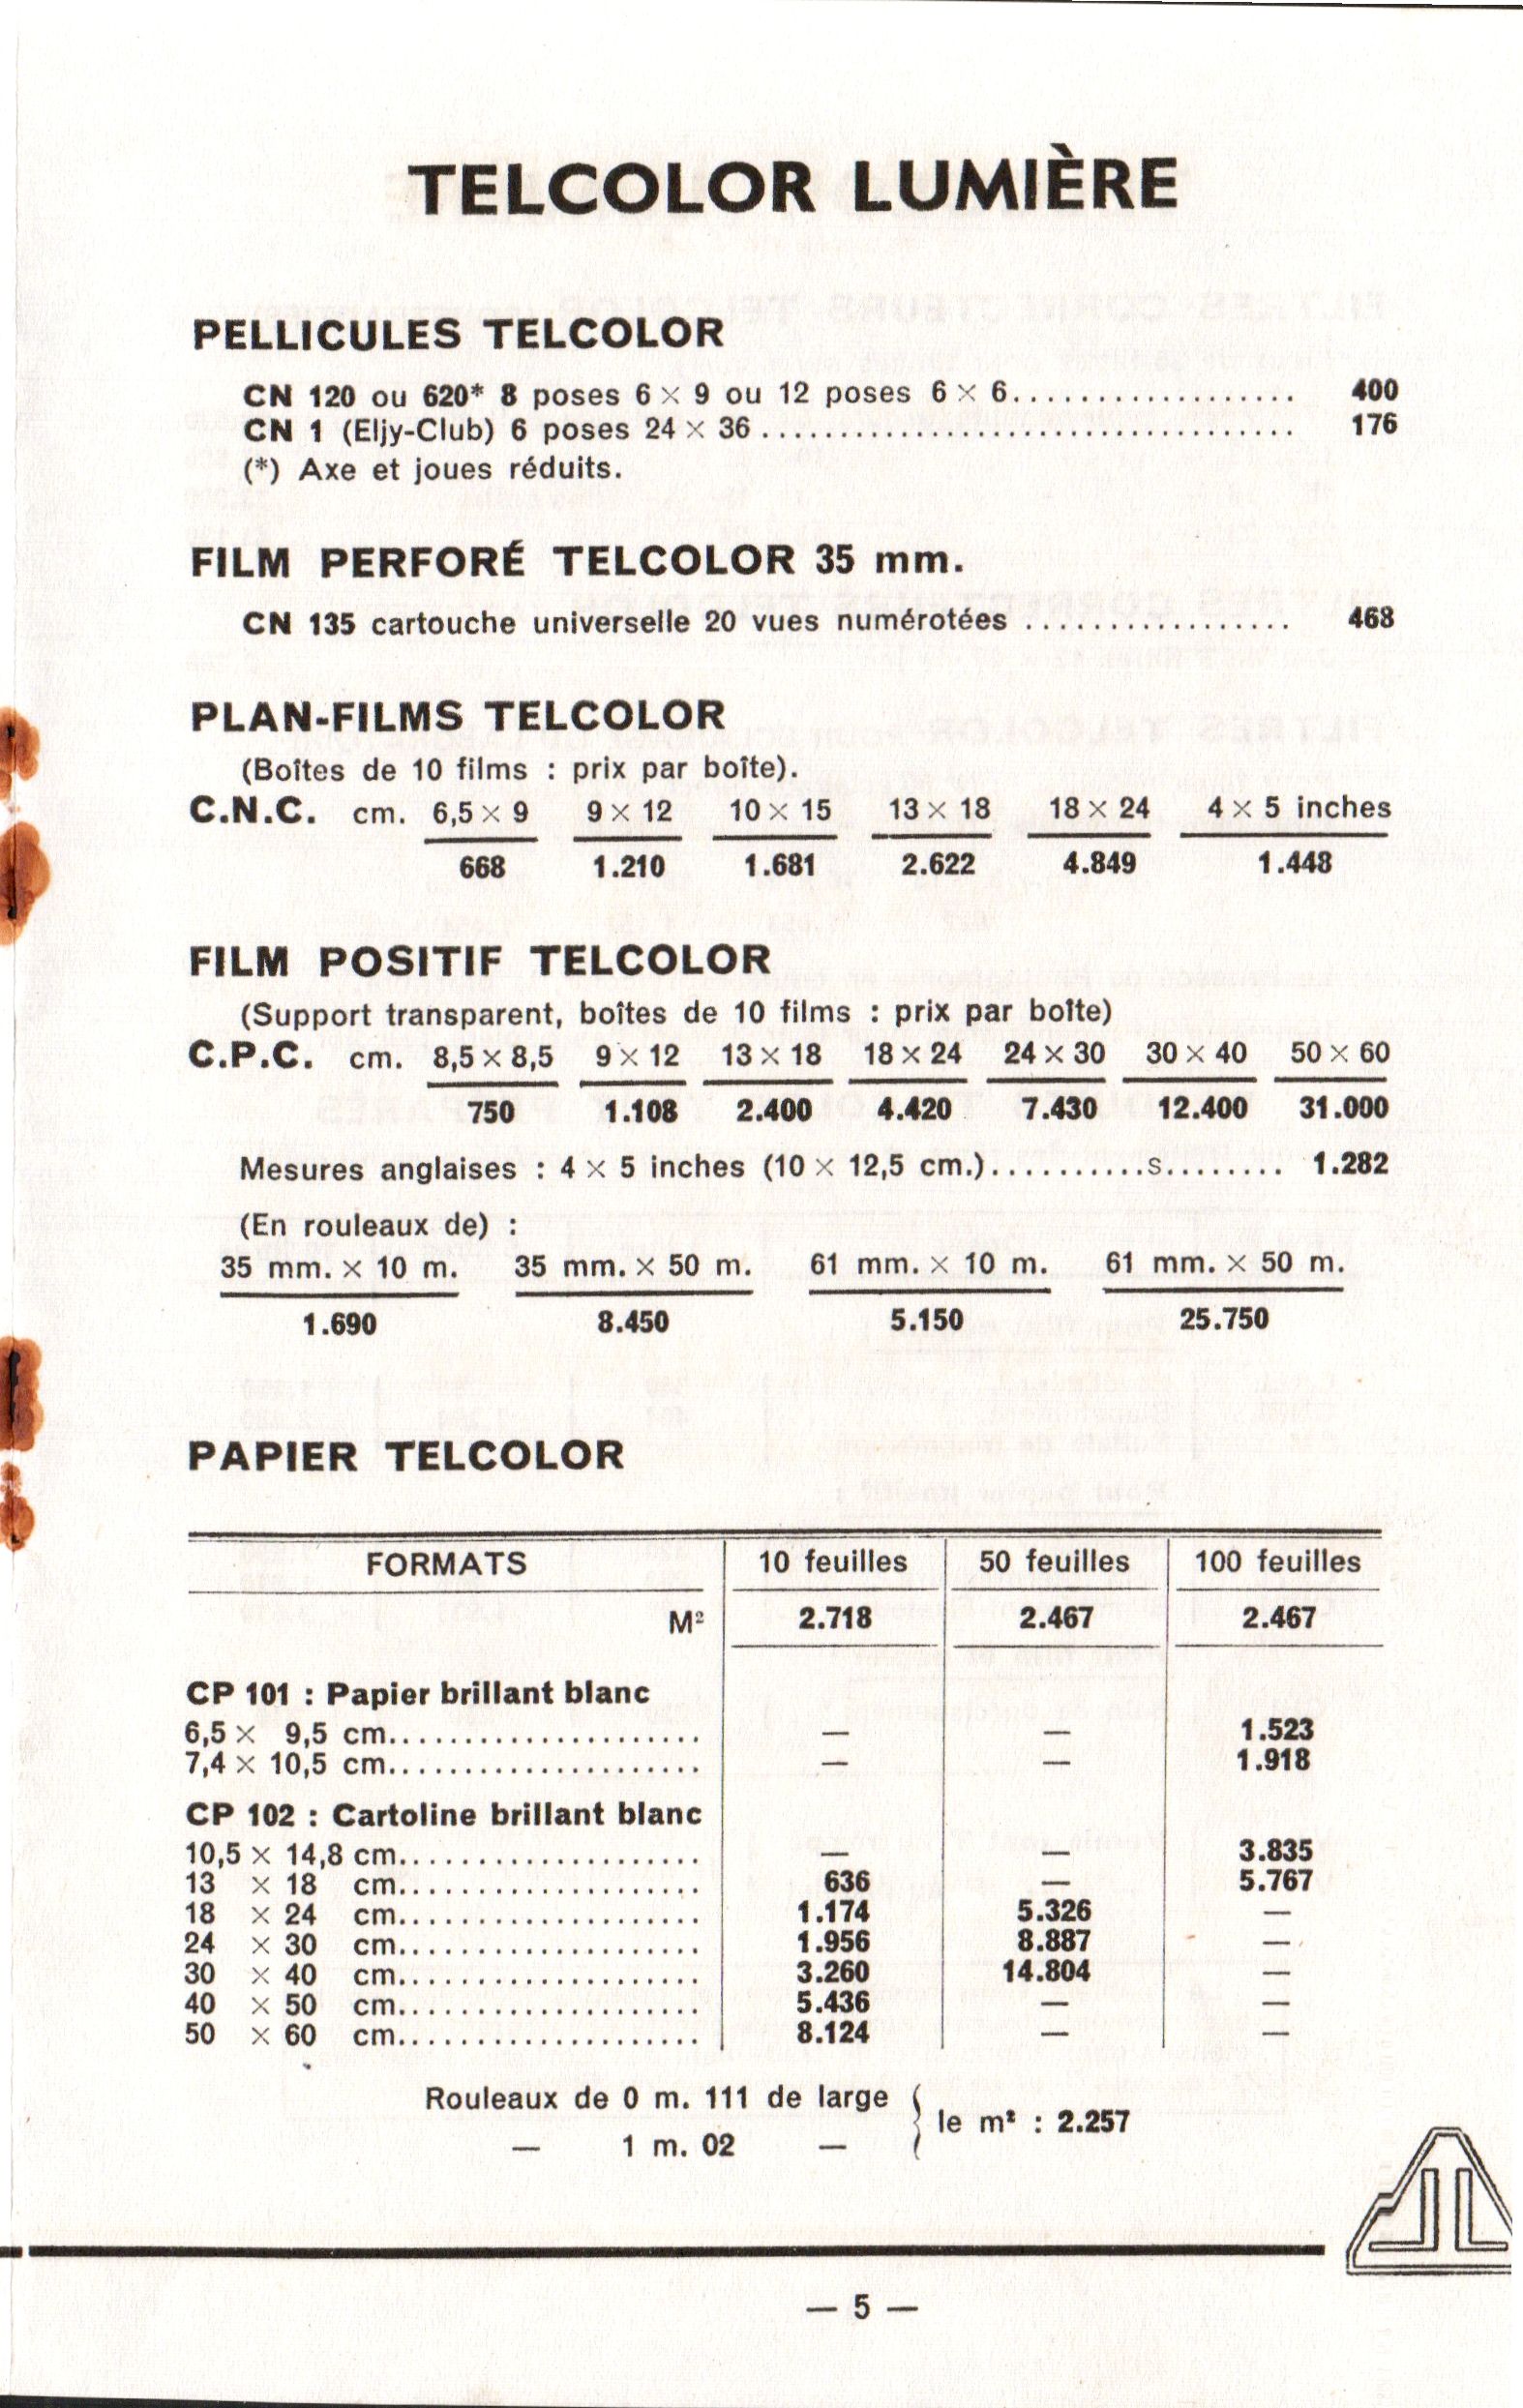 TELCOLOR LUMIÈRE
PELLICULES TELCOLOR
CN 120 ou 620* 8 poses 6 × 9 ou 12 poses 6 × 6.................. 400
CN 1 (Eljy-Club) 6 poses 24 × 36.................................. 176
(*) Axe et joues réduits.
FILM PERFORÉ TELCOLOR 35 mm.
CN 135 cartouche universelle 20 vues numérotées ................. 468
PLAN-FILMS TELCOLOR
(Boîtes de 10 films : prix par boîte).
C.N.C. cm. 6,5 × 9 9 × 12 10 × 15 13 × 18 18 × 24 4 × 5 inches
668 1.210 1.681 2.622 4.849 1.448
FILM POSITIF TELCOLOR
(Support transparent, boîtes de 10 films : prix par boîte)
C.P.C. cm. 8,5 × 8,5 9 × 12 13 × 18 18 × 24 24 × 30 30 × 40 50 × 60
750 1.108 2.400 4.420 7.430 12.400 31.000
Mesures anglaises : 4 × 5 inches (10 × 12,5 cm.)..........s........ 1.282
(En rouleaux de) :
35 mm. × 10 m. 35 mm. × 50 m. 61 mm. × 10 m. 61 mm. × 50 m.
1.690 8.450 5.150 25.750
PAPIER TELCOLOR
FORMATS 10 feuilles 50 feuilles 100 feuilles
M² 2.718 2.467 2.467
CP 101 : Papier brillant blanc
6,5 × 9,5 cm..................... — — 1.523
7,4 × 10,5 cm..................... — — 1.918
CP 102 : Cartoline brillant blanc
10,5 × 14,8 cm.................... — — 3.835
13 × 18 cm.................... 636 — 5.767
18 × 24 cm.................... 1.174 5.326 —
24 × 30 cm.................... 1.956 8.887 —
30 × 40 cm.................... 3.260 14.804 —
40 × 50 cm.................... 5.436 — —
50 × 60 cm.................... 8.124 — —
Rouleaux de 0 m. 111 de large
le m² : 2.257
— 1 m. 02 —
JL
— 5 —